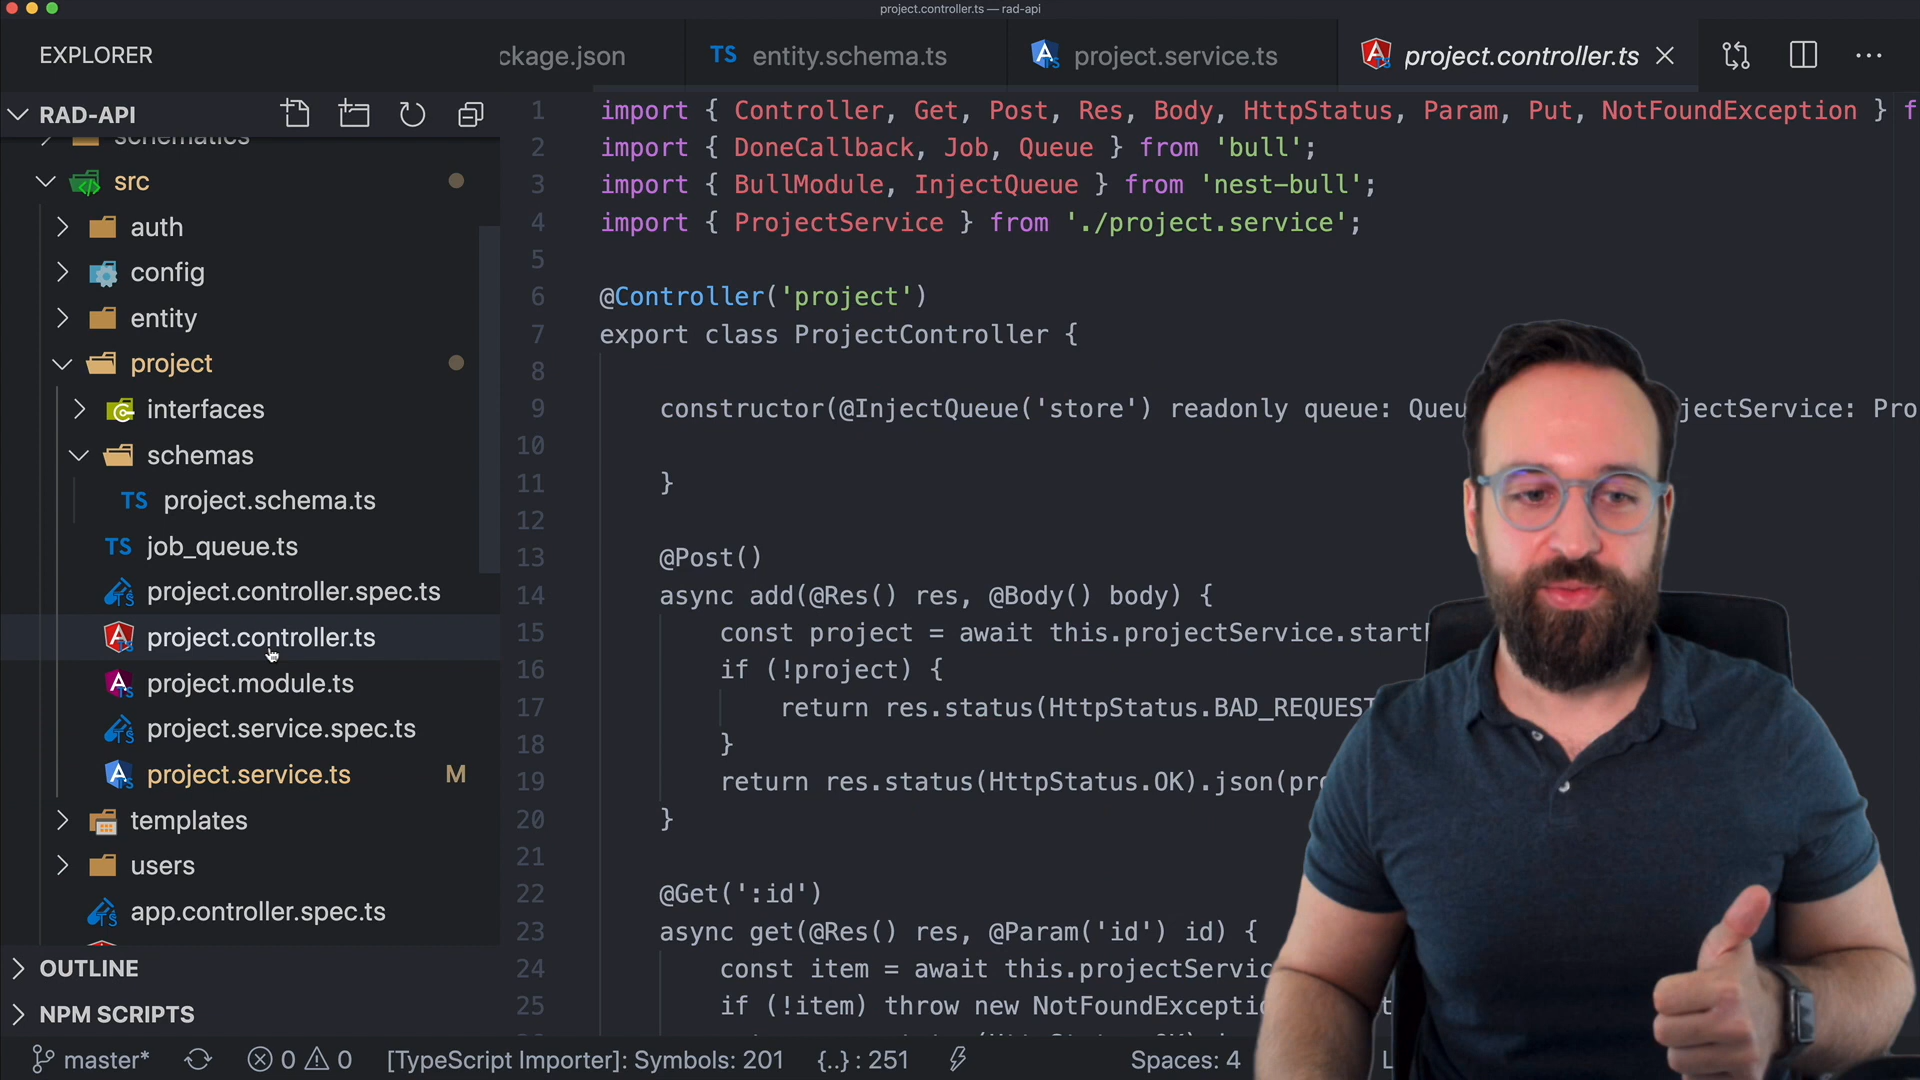 project.controller.ts — rad-api
EXPLORER
ckage.json
TS entity.schema.ts
project.service.ts
project.controller.ts
RAD-API
schematics
src
auth
config
entity
project
interfaces
schemas
TS project.schema.ts
TS job_queue.ts
project.controller.spec.ts
project.controller.ts
project.module.ts
project.service.spec.ts
project.service.ts M
templates
users
app.controller.spec.ts
OUTLINE
NPM SCRIPTS
1 import { Controller, Get, Post, Res, Body, HttpStatus, Param, Put, NotFoundException } f
2 import { DoneCallback, Job, Queue } from 'bull';
3 import { BullModule, InjectQueue } from 'nest-bull';
4 import { ProjectService } from './project.service';
5
6 @Controller('project')
7 export class ProjectController {
8
9 constructor(@InjectQueue('store') readonly queue: Queu jectService: Pro
10
11 }
12
13 @Post()
14 async add(@Res() res, @Body() body) {
15 const project = await this.projectService.start
16 if (!project) {
17 return res.status(HttpStatus.BAD_REQUEST
18 }
19 return res.status(HttpStatus.OK).json(pro
20 }
21
22 @Get(':id')
23 async get(@Res() res, @Param('id') id) {
24 const item = await this.projectServic
25 if (!item) throw new NotFoundExcepti
master* 0 0 [TypeScript Importer]: Symbols: 201 {..} : 251 Spaces: 4 L